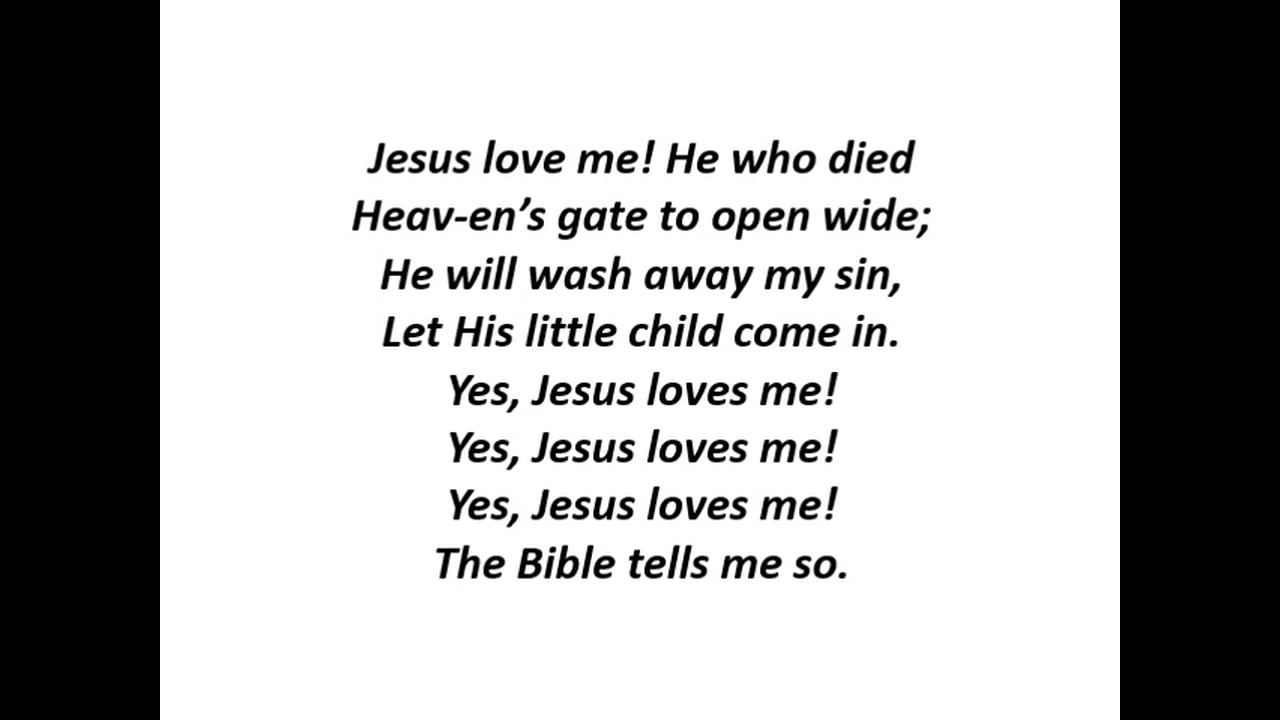 Jesus love me! He who died
Heav-en’s gate to open wide;
He will wash away my sin,
Let His little child come in.
Yes, Jesus loves me!
Yes, Jesus loves me!
Yes, Jesus loves me!
The Bible tells me so.